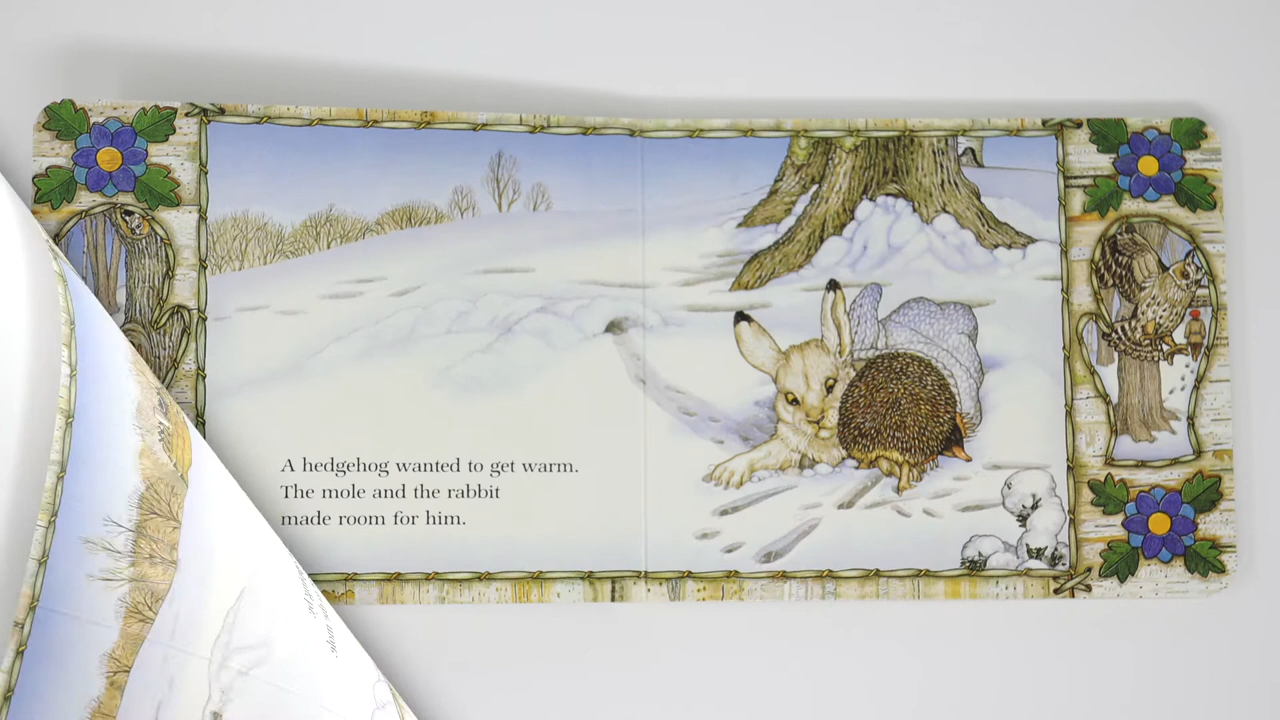 A hedgehog wanted to get warm.
The mole and the rabbit
made room for him.